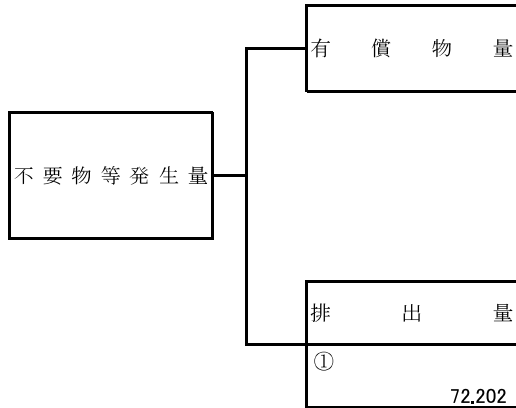 有償物量
不要物等発生量
排出量
①
72.202